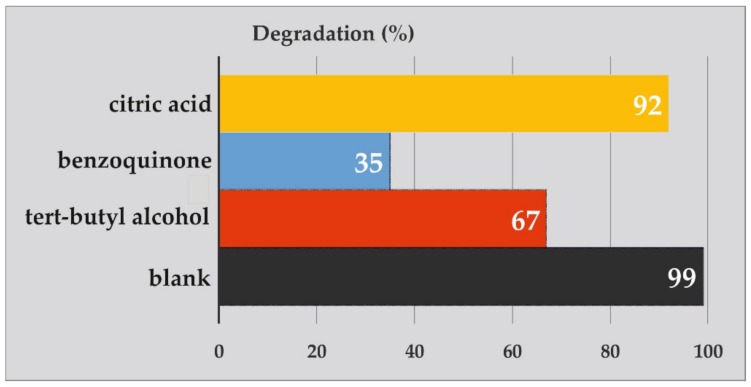 Degradation (%)
citric acid 92
benzoquinone 35
tert-butyl alcohol 67
blank 99
0 20 40 60 80 100